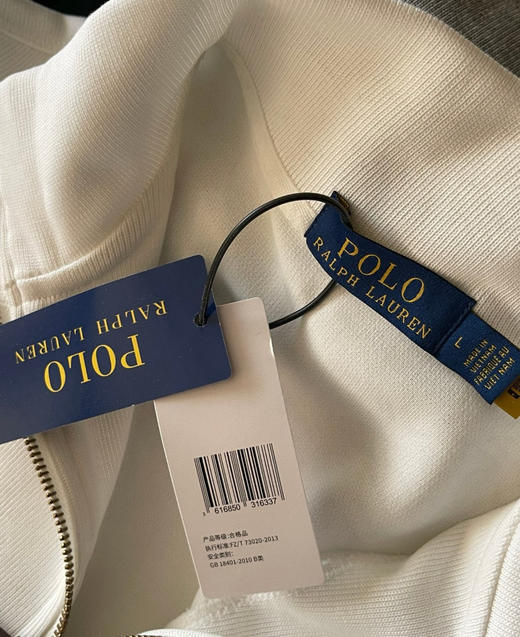 POLO
RALPH LAUREN
L
MADE IN
VIETNAM
FABRIQUÉ AU
VIET NAM
POLO
RALPH LAUREN
3 616850 316337
产品等级:合格品
执行标准:FZ/T 73020-2013
安全类别:
GB 18401-2010 B类